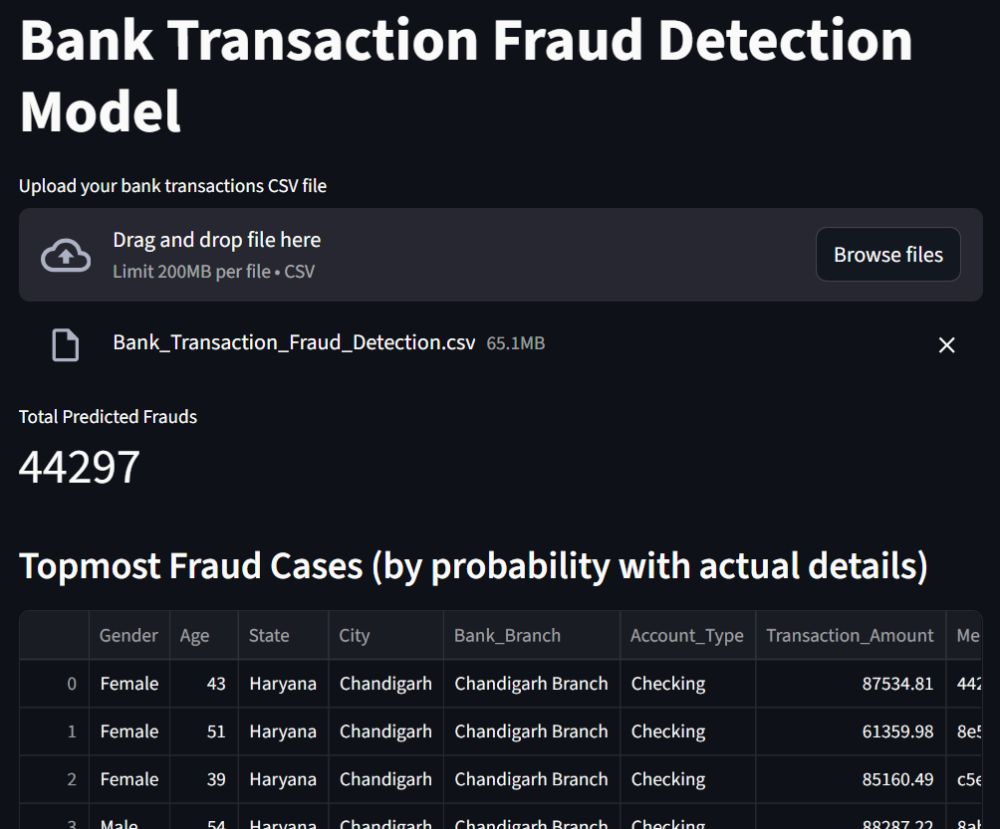 Bank Transaction Fraud Detection
Model
Upload your bank transactions CSV file
Drag and drop file here
Limit 200MB per file • CSV
Browse files
Bank_Transaction_Fraud_Detection.csv 65.1MB
Total Predicted Frauds
44297
Topmost Fraud Cases (by probability with actual details)
Gender Age State City Bank_Branch Account_Type Transaction_Amount Me
0 Female 43 Haryana Chandigarh Chandigarh Branch Checking 87534.81 442
1 Female 51 Haryana Chandigarh Chandigarh Branch Checking 61359.98 8e5
2 Female 39 Haryana Chandigarh Chandigarh Branch Checking 85160.49 c5e
3 Male 54 Haryana Chandigarh Chandigarh Branch Checking 88287.22